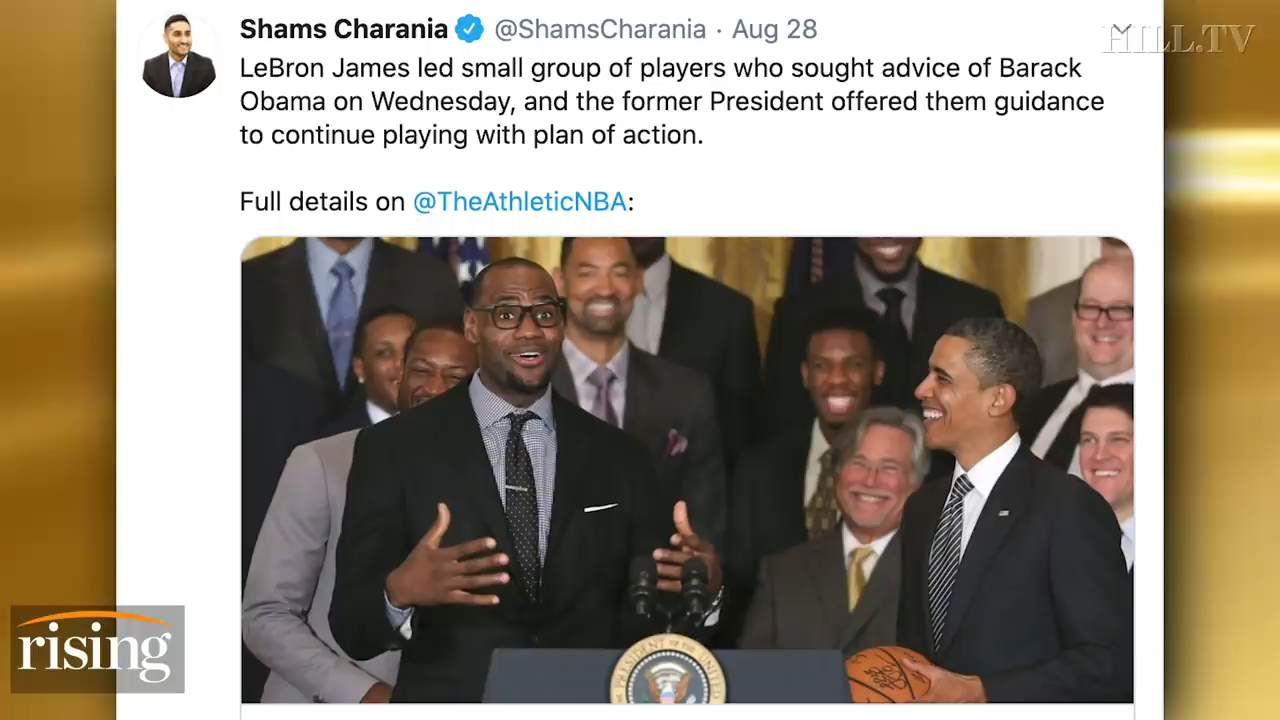 Shams Charania @ShamsCharania · Aug 28
HILL.TV
LeBron James led small group of players who sought advice of Barack
Obama on Wednesday, and the former President offered them guidance
to continue playing with plan of action.
Full details on @TheAthleticNBA:
rising